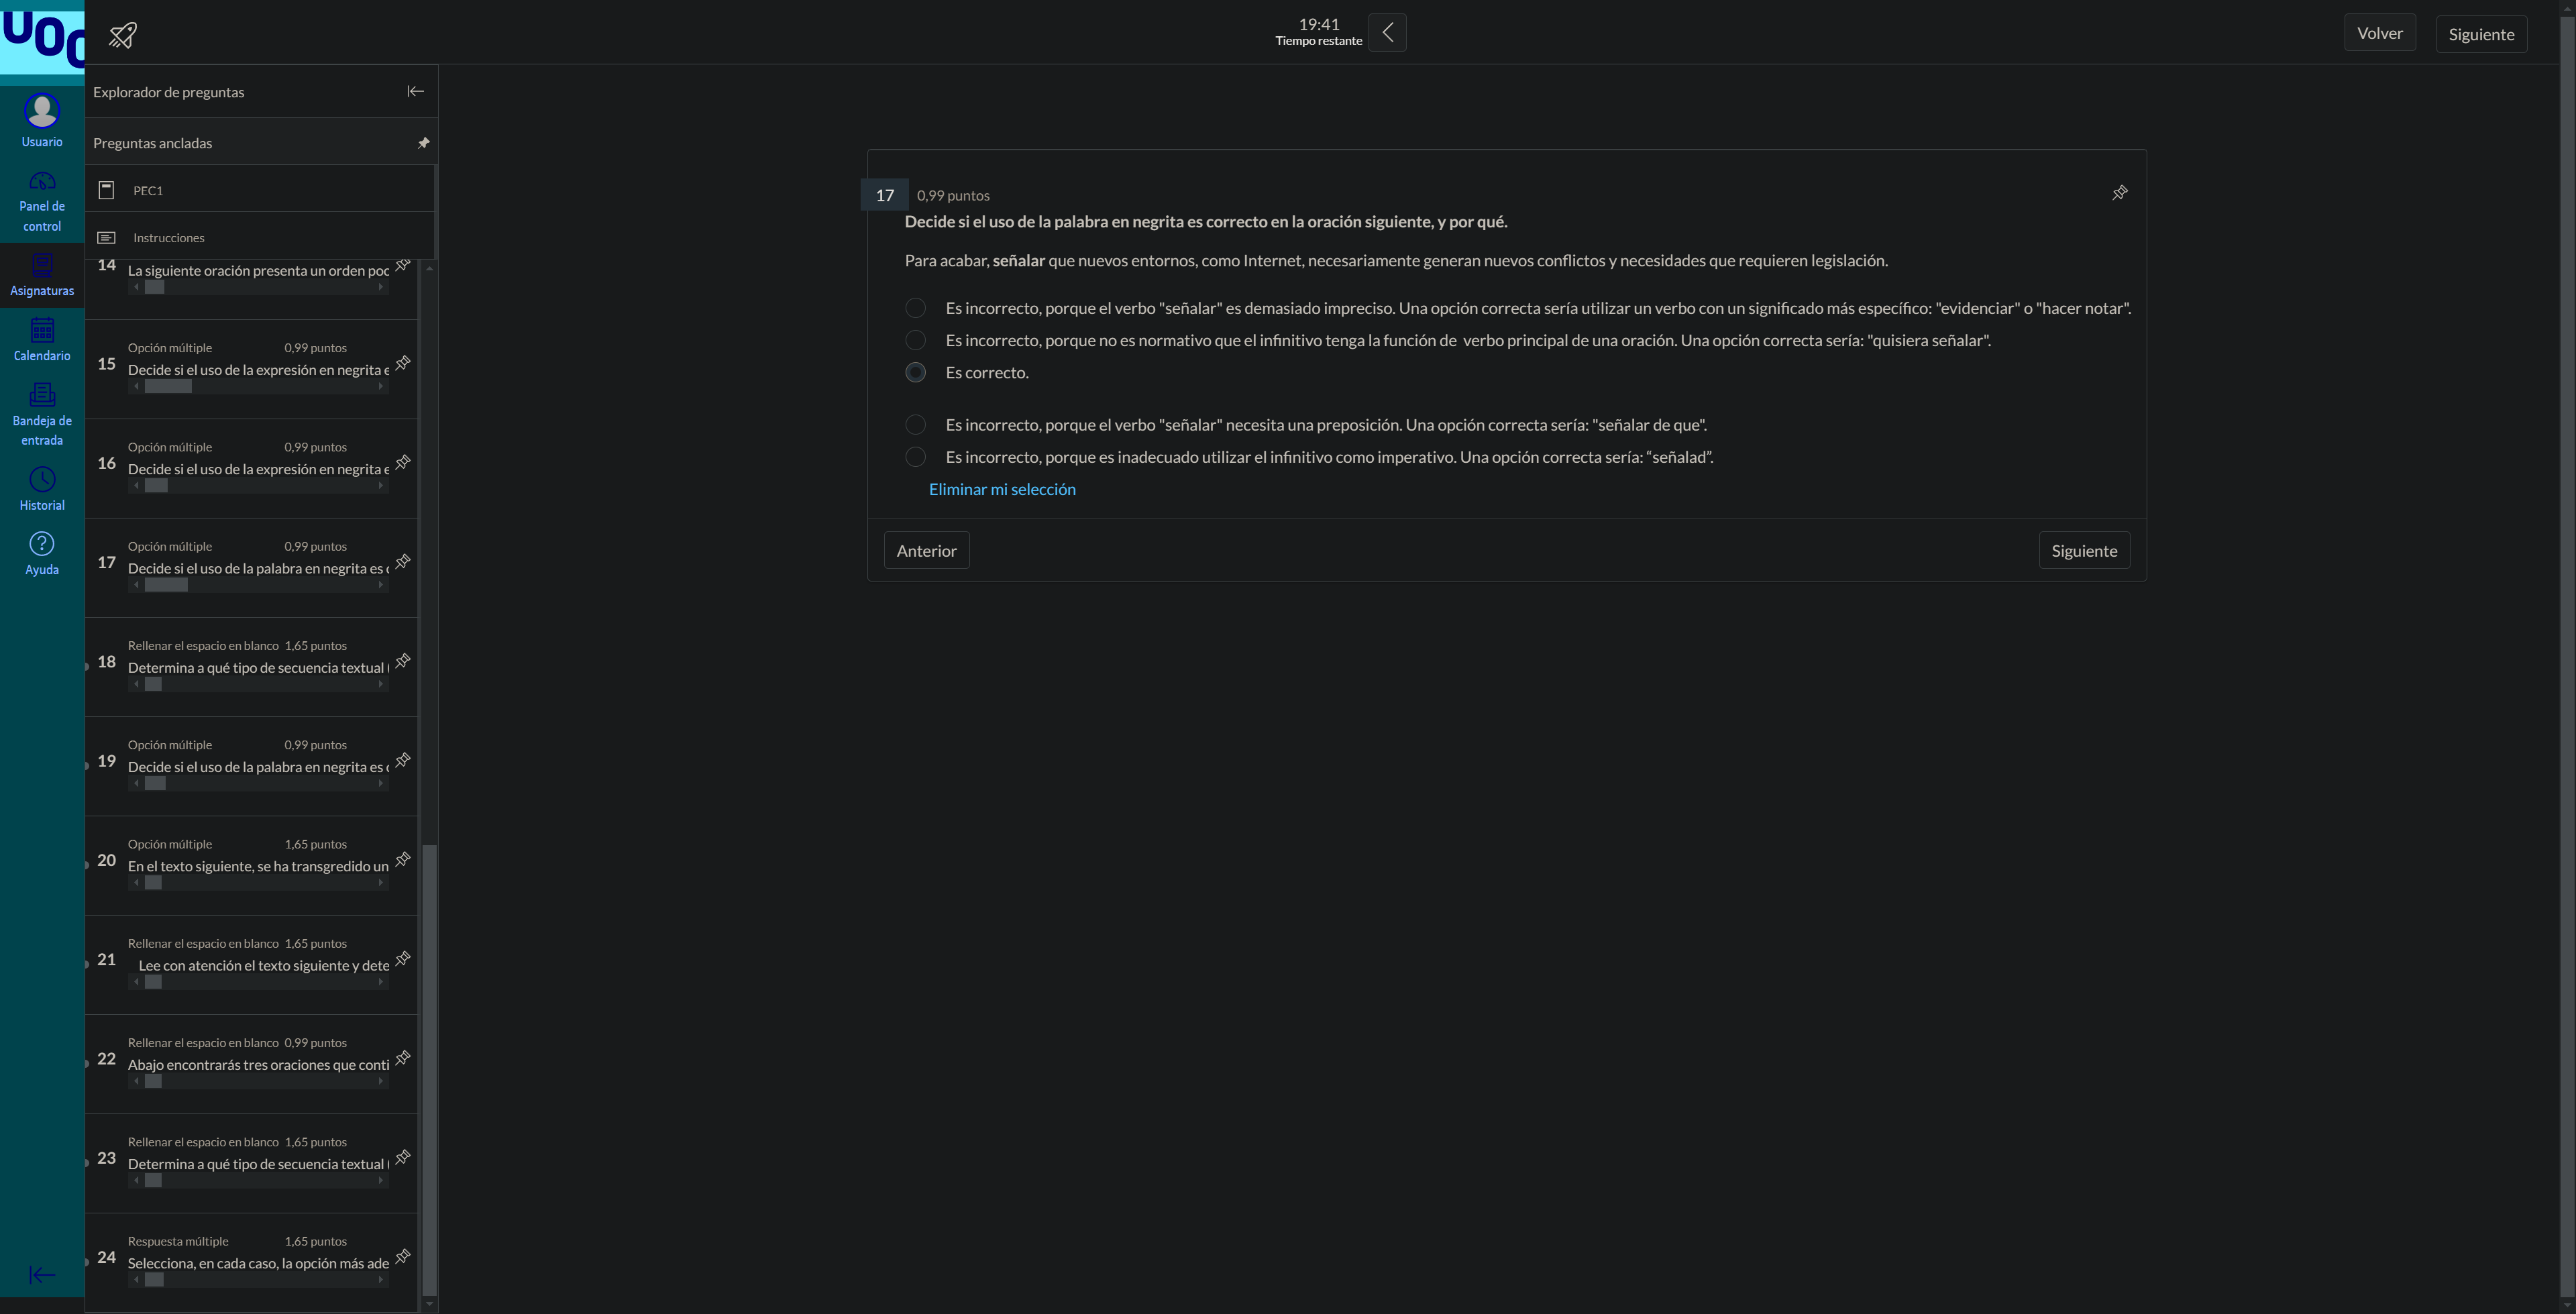 UOC
19:41
Tiempo restante
Volver
Siguiente
Usuario
Panel de
control
Asignaturas
Calendario
Bandeja de
entrada
Historial
Ayuda
Explorador de preguntas
Preguntas ancladas
PEC1
Instrucciones
14
La siguiente oración presenta un orden poc
Opción múltiple 0,99 puntos
15
Decide si el uso de la expresión en negrita e
Opción múltiple 0,99 puntos
16
Decide si el uso de la expresión en negrita e
Opción múltiple 0,99 puntos
17
Decide si el uso de la palabra en negrita es
Rellenar el espacio en blanco 1,65 puntos
18
Determina a qué tipo de secuencia textual
Opción múltiple 0,99 puntos
19
Decide si el uso de la palabra en negrita es
Opción múltiple 1,65 puntos
20
En el texto siguiente, se ha transgredido un
Rellenar el espacio en blanco 1,65 puntos
21
Lee con atención el texto siguiente y dete
Rellenar el espacio en blanco 0,99 puntos
22
Abajo encontrarás tres oraciones que conti
Rellenar el espacio en blanco 1,65 puntos
23
Determina a qué tipo de secuencia textual
Respuesta múltiple 1,65 puntos
24
Selecciona, en cada caso, la opción más ade
17 0,99 puntos
Decide si el uso de la palabra en negrita es correcto en la oración siguiente, y por qué.
Para acabar, señalar que nuevos entornos, como Internet, necesariamente generan nuevos conflictos y necesidades que requieren legislación.
Es incorrecto, porque el verbo "señalar" es demasiado impreciso. Una opción correcta sería utilizar un verbo con un significado más específico: "evidenciar" o "hacer notar".
Es incorrecto, porque no es normativo que el infinitivo tenga la función de verbo principal de una oración. Una opción correcta sería: "quisiera señalar".
Es correcto.
Es incorrecto, porque el verbo "señalar" necesita una preposición. Una opción correcta sería: "señalar de que".
Es incorrecto, porque es inadecuado utilizar el infinitivo como imperativo. Una opción correcta sería: “señalad”.
Eliminar mi selección
Anterior
Siguiente